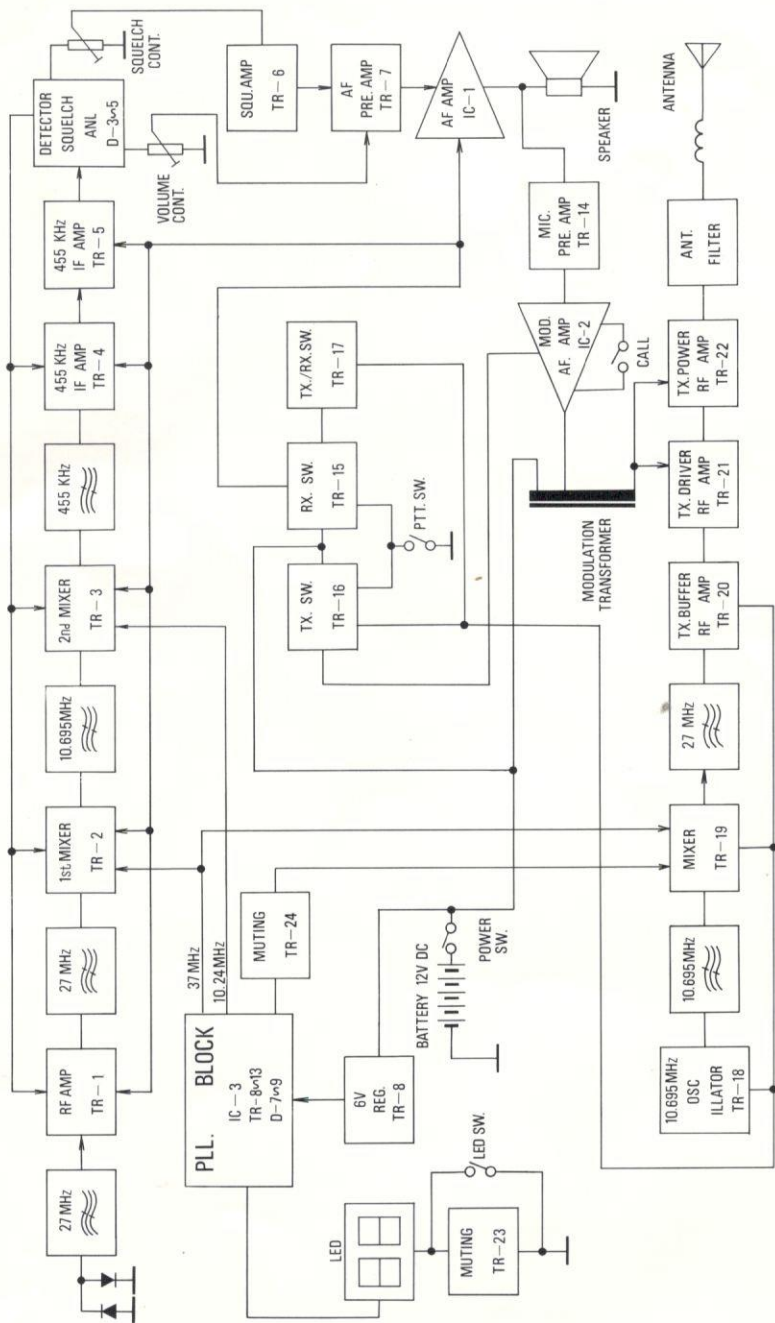 27 MHz
RF AMP
TR-1
27 MHz
1st MIXER
TR-2
10.695MHz
2nd MIXER
TR-3
455 KHz
455 KHz
IF AMP
TR-4
455 KHz
IF AMP
TR-5
DETECTOR
SQUELCH
ANL
D-3~5
SQUELCH
CONT.
VOLUME
CONT.
SQU. AMP
TR-6
AF
PRE. AMP
TR-7
AF AMP
IC-1
SPEAKER
PLL. BLOCK
IC-3
TR-8~13
D-7~9
37 MHz
10.24 MHz
MUTING
TR-24
TX. SW.
TR-16
RX. SW.
TR-15
TX./RX.SW.
TR-17
PTT. SW.
MIC.
PRE. AMP
TR-14
MOD.
AF. AMP
IC-2
CALL
MODULATION
TRANSFORMER
6V
REG.
TR-8
BATTERY 12V DC
POWER
SW.
LED
MUTING
TR-23
LED SW.
10.695MHz
OSC
ILLATOR
TR-18
10.695MHz
MIXER
TR-19
27 MHz
TX.BUFFER
RF AMP
TR-20
TX.DRIVER
RF AMP
TR-21
TX.POWER
RF AMP
TR-22
ANT.
FILTER
ANTENNA